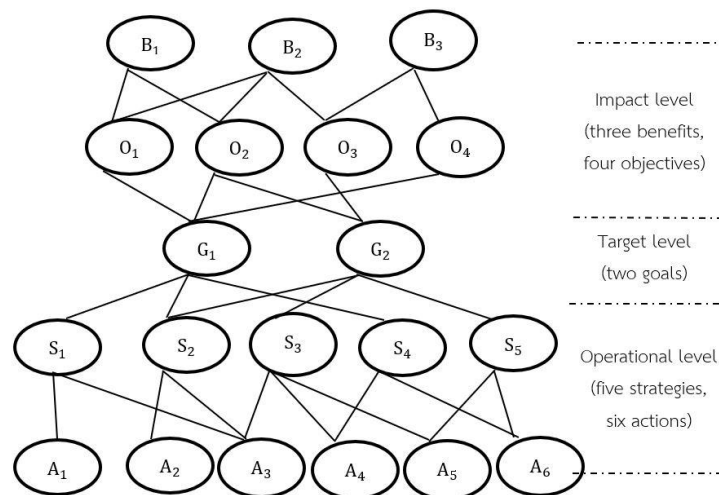 B₁ B₂ B₃
Impact level
(three benefits,
four objectives)
O₁ O₂ O₃ O₄
Target level
(two goals)
G₁ G₂
S₁ S₂ S₃ S₄ S₅
Operational level
(five strategies,
six actions)
A₁ A₂ A₃ A₄ A₅ A₆